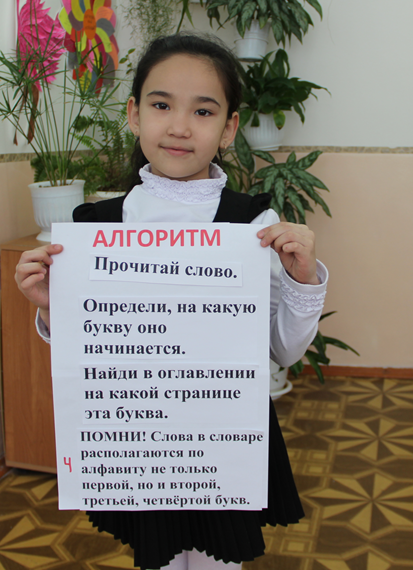 АЛГОРИТМ
Прочитай слово.
Определи, на какую
букву оно
начинается.
Найди в оглавлении
на какой странице
эта буква.
ПОМНИ! Слова в словаре
располагаются по
Ч
алфавиту не только
первой, но и второй,
третьей, четвёртой букв.